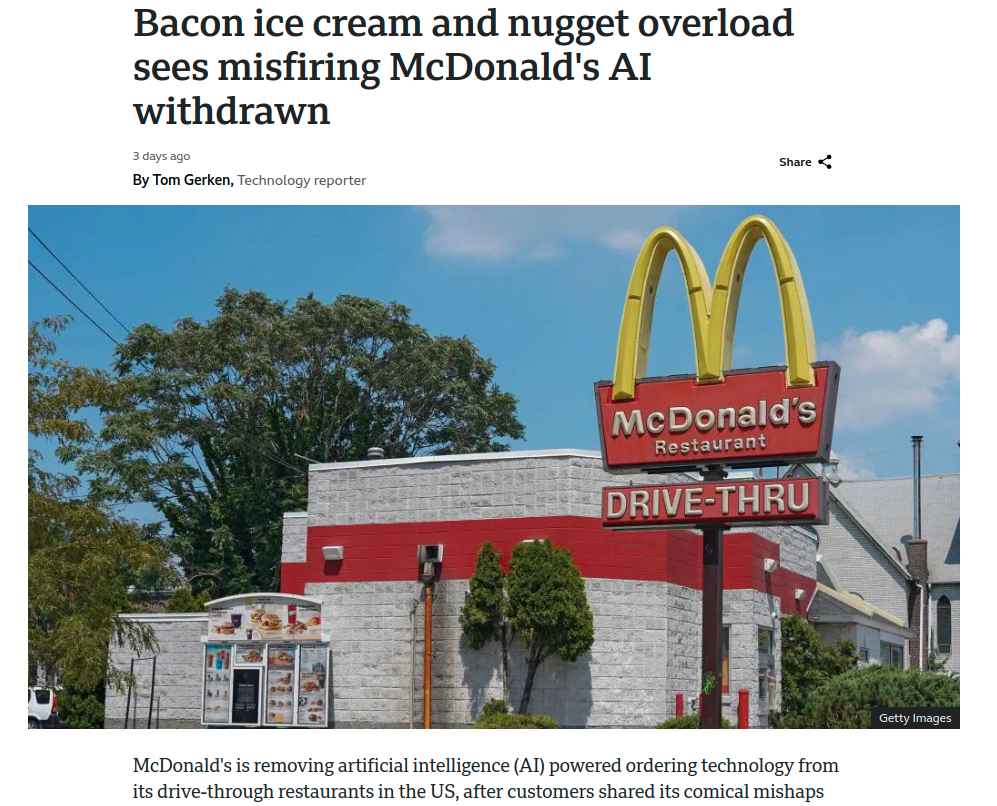 Bacon ice cream and nugget overload
sees misfiring McDonald's AI
withdrawn
3 days ago
Share
By Tom Gerken, Technology reporter
McDonald's
Restaurant
DRIVE-THRU
Getty Images
McDonald's is removing artificial intelligence (AI) powered ordering technology from
its drive-through restaurants in the US, after customers shared its comical mishaps